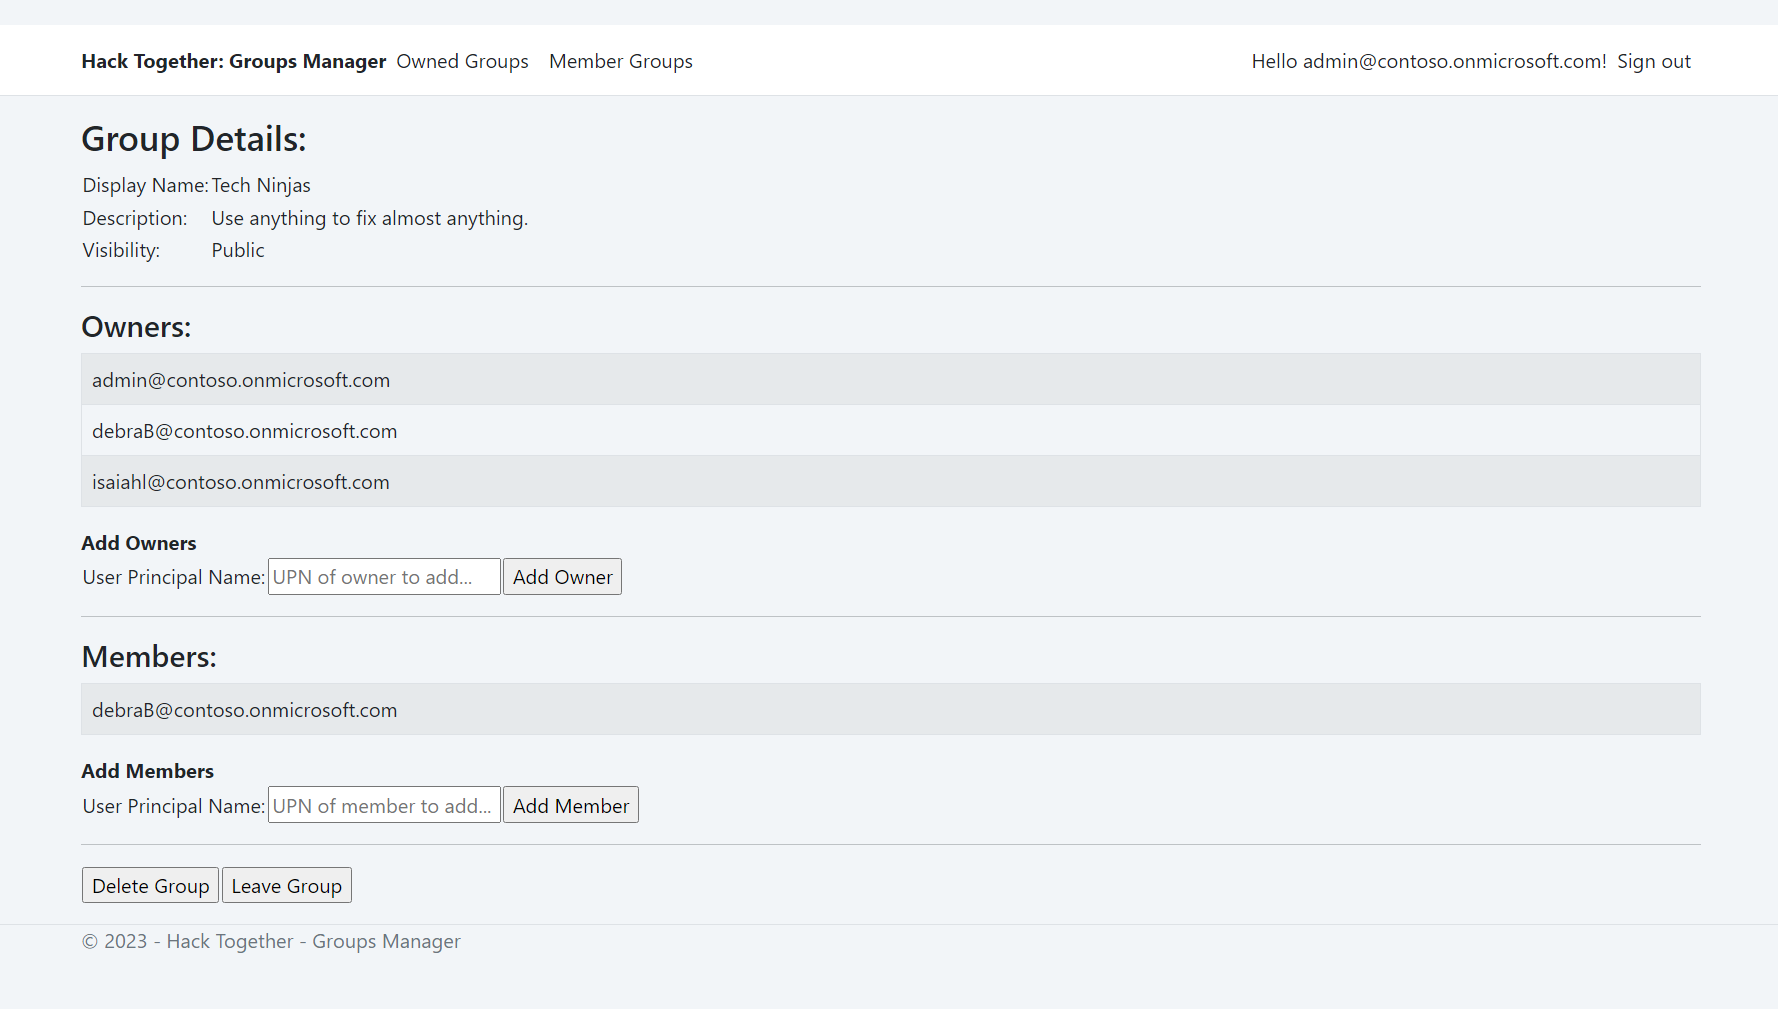 Hack Together: Groups Manager Owned Groups Member Groups Hello admin@contoso.onmicrosoft.com! Sign out
Group Details:
Display Name: Tech Ninjas
Description: Use anything to fix almost anything.
Visibility: Public
Owners:
admin@contoso.onmicrosoft.com
debraB@contoso.onmicrosoft.com
isaiahl@contoso.onmicrosoft.com
Add Owners
User Principal Name: UPN of owner to add... Add Owner
Members:
debraB@contoso.onmicrosoft.com
Add Members
User Principal Name: UPN of member to add... Add Member
Delete Group Leave Group
© 2023 - Hack Together - Groups Manager